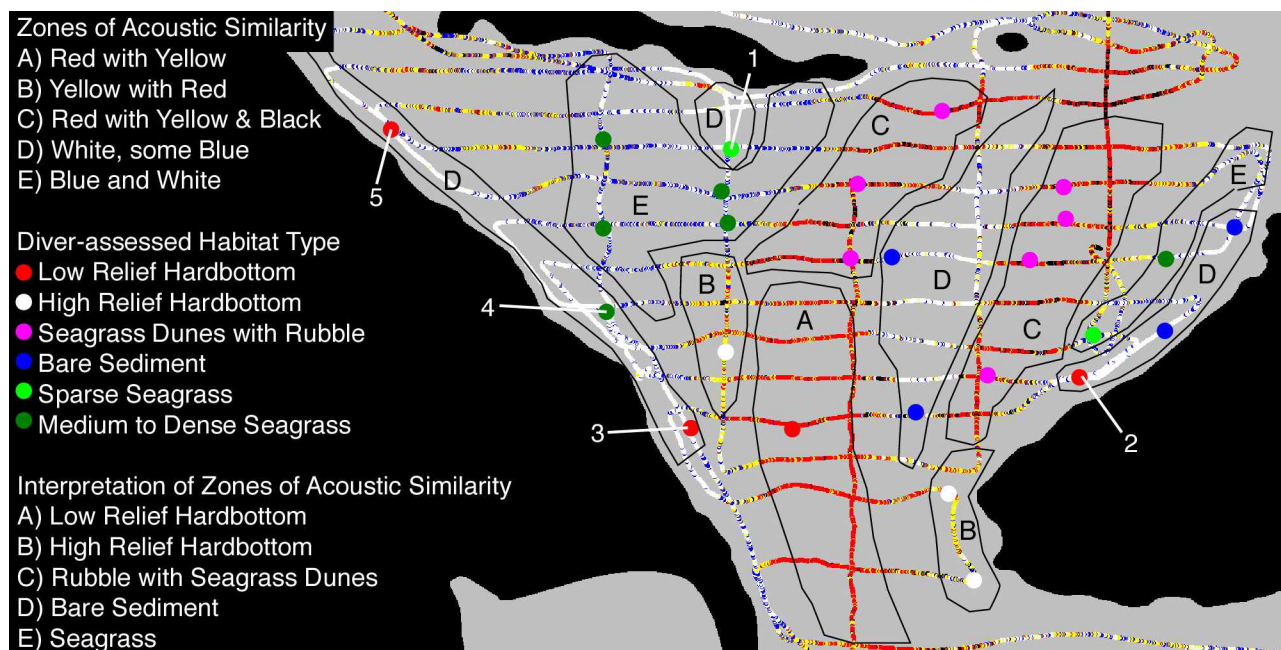 Zones of Acoustic Similarity
A) Red with Yellow
B) Yellow with Red
C) Red with Yellow & Black
D) White, some Blue
E) Blue and White
Diver-assessed Habitat Type
Low Relief Hardbottom
High Relief Hardbottom
Seagrass Dunes with Rubble
Bare Sediment
Sparse Seagrass
Medium to Dense Seagrass
Interpretation of Zones of Acoustic Similarity
A) Low Relief Hardbottom
B) High Relief Hardbottom
C) Rubble with Seagrass Dunes
D) Bare Sediment
E) Seagrass
1
D
C
5
D
E
E
B
D
D
4
A
C
3
2
B